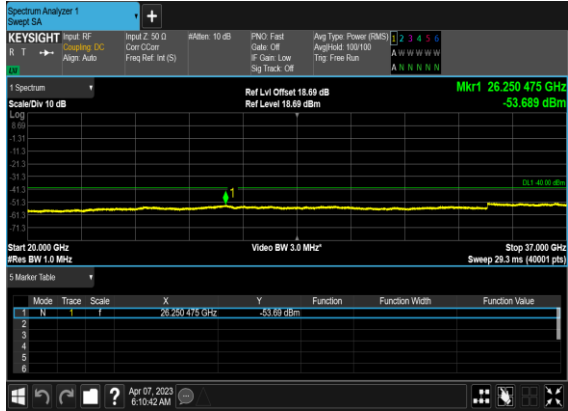 Spectrum Analyzer 1
Swept SA
+
KEYSIGHT Input: RF Input Z: 50 Ω #Atten: 10 dB PNO: Fast Avg Type: Power (RMS) 1 2 3 4 5 6
R T Coupling: DC Corr CCorr Gate: Off Avg|Hold: 100/100 A W W W W W
Align: Auto Freq Ref: Int (S) IF Gain: Low Trig: Free Run
Sig Track: Off A N N N N N
LXI
1 Spectrum
Scale/Div 10 dB Ref Lvl Offset 18.69 dB Ref Level 18.69 dBm Mkr1 26.250 475 GHz -53.689 dBm
Log
8.69
-1.31
-11.3
-21.3
-31.3
-41.3 DL1 -40.00 dBm
-51.3 1
-61.3
-71.3
Start 20.000 GHz Video BW 3.0 MHz* Stop 37.000 GHz
#Res BW 1.0 MHz Sweep 29.3 ms (40001 pts)
5 Marker Table
Mode Trace Scale X Y Function Function Width Function Value
1 N 1 f 26.250 475 GHz -53.69 dBm
2
3
4
5
6
? Apr 07, 2023
6:10:42 AM